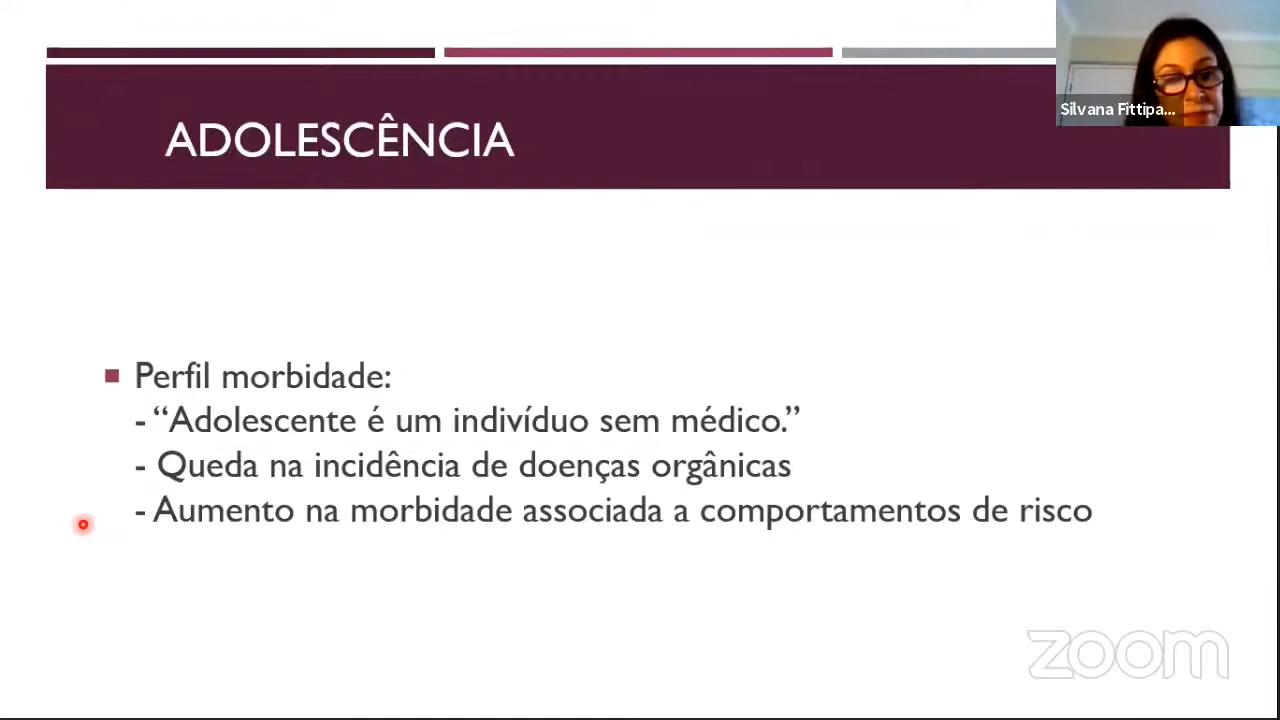 Silvana Fittipa...
ADOLESCÊNCIA
Perfil morbidade:
- “Adolescente é um indivíduo sem médico.”
- Queda na incidência de doenças orgânicas
- Aumento na morbidade associada a comportamentos de risco
zoom